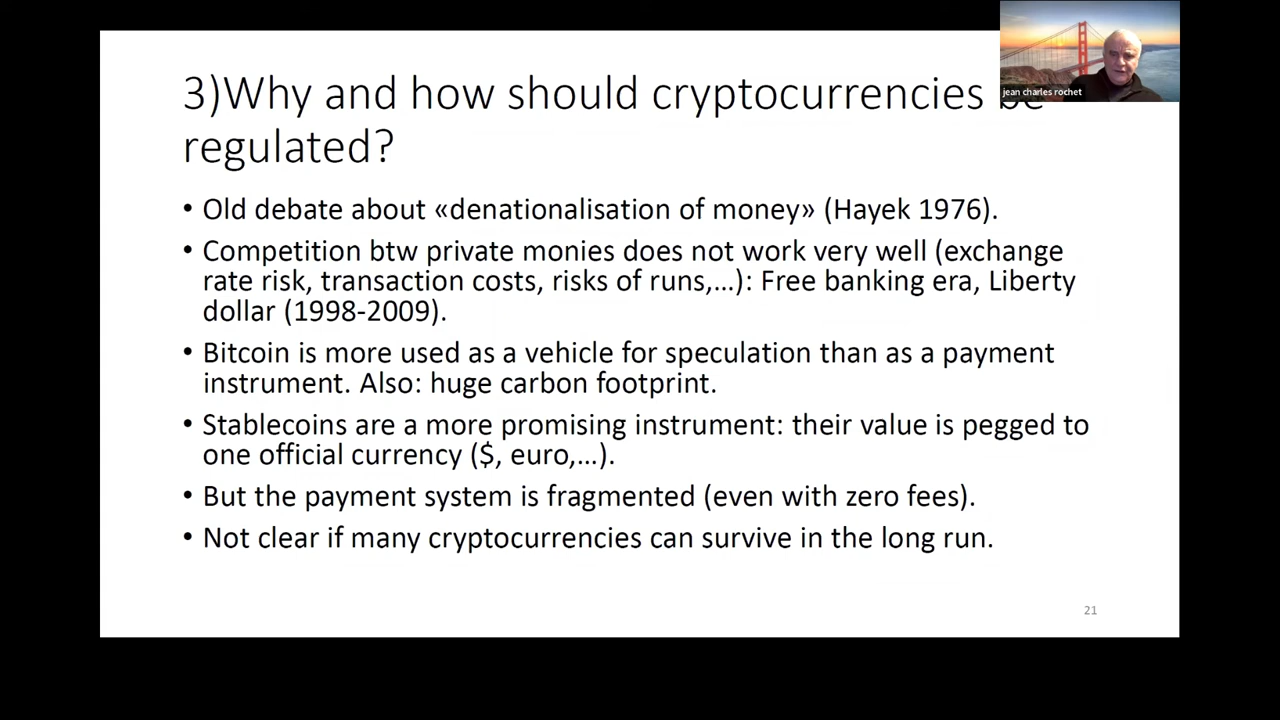 3)Why and how should cryptocurrencies be
regulated?
jean charles rochet
• Old debate about «denationalisation of money» (Hayek 1976).
• Competition btw private monies does not work very well (exchange
rate risk, transaction costs, risks of runs,…): Free banking era, Liberty
dollar (1998-2009).
• Bitcoin is more used as a vehicle for speculation than as a payment
instrument. Also: huge carbon footprint.
• Stablecoins are a more promising instrument: their value is pegged to
one official currency ($, euro,…).
• But the payment system is fragmented (even with zero fees).
• Not clear if many cryptocurrencies can survive in the long run.
21